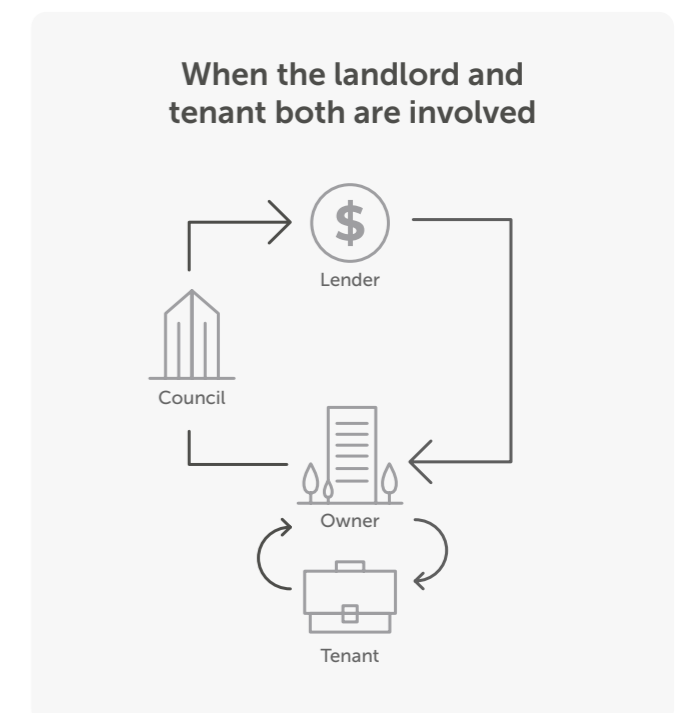 When the landlord and
tenant both are involved
$
Lender
Council
Owner
Tenant